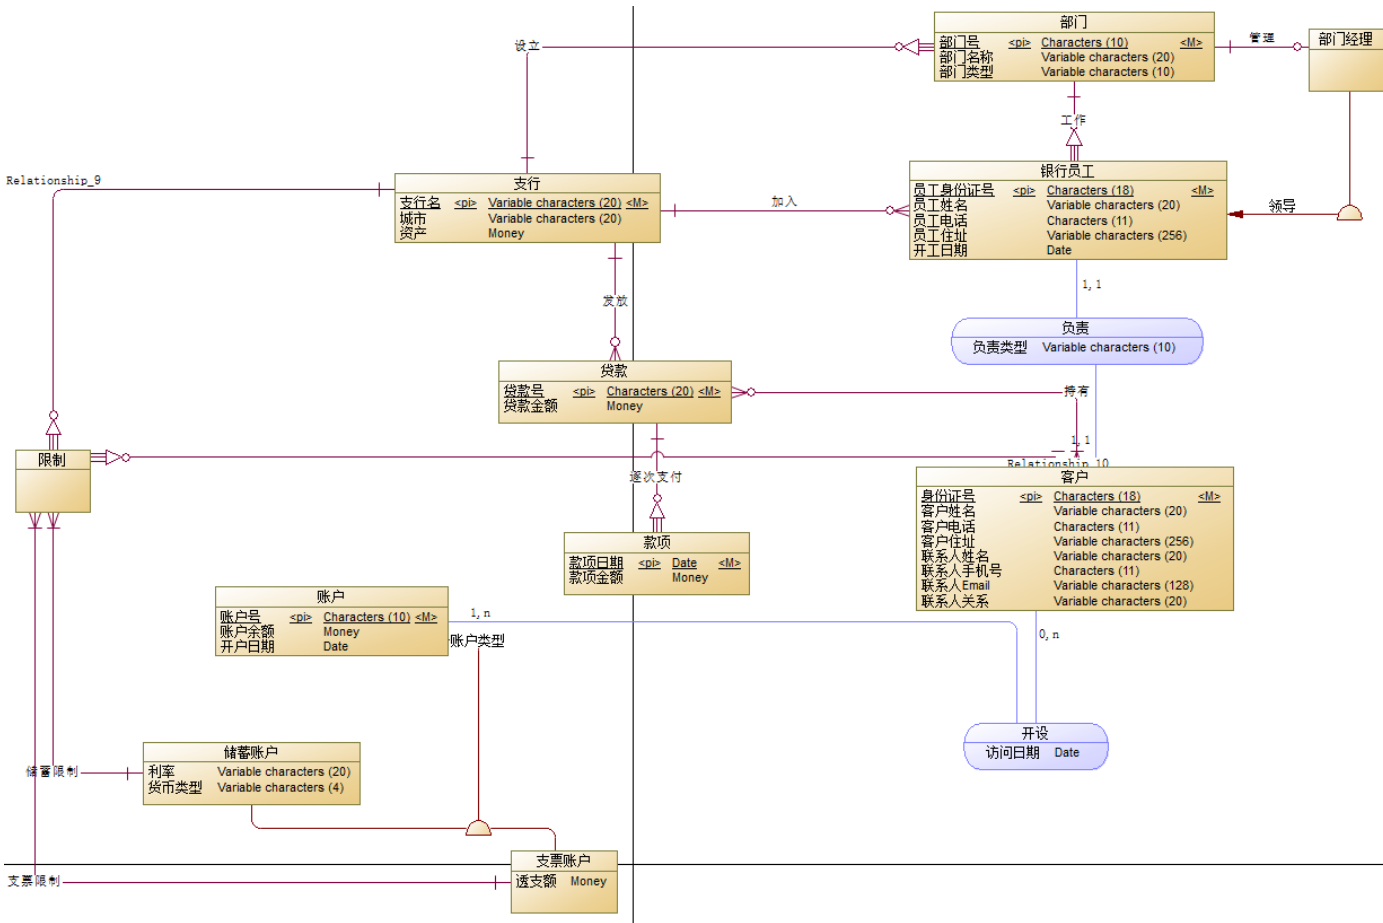 部门
部门号 <pi> Characters (10) <M>
部门名称 Variable characters (20)
部门类型 Variable characters (10)
设立
管理
部门经理
工作
Relationship_9
支行
支行名 <pi> Variable characters (20) <M>
城市 Variable characters (20)
资产 Money
加入
银行员工
员工身份证号 <pi> Characters (18) <M>
员工姓名 Variable characters (20)
员工电话 Characters (11)
员工住址 Variable characters (256)
开工日期 Date
领导
1,1
发放
负责
负责类型 Variable characters (10)
贷款
贷款号 <pi> Characters (20) <M>
贷款金额 Money
持有
1,1
限制
Relationship_10
逐次支付
客户
身份证号 <pi> Characters (18) <M>
客户姓名 Variable characters (20)
客户电话 Characters (11)
客户住址 Variable characters (256)
联系人姓名 Variable characters (20)
联系人手机号 Characters (11)
联系人Email Variable characters (128)
联系人关系 Variable characters (20)
款项
款项日期 <pi> Date <M>
款项金额 Money
账户
账户号 <pi> Characters (10) <M>
账户余额 Money
开户日期 Date
1,n
账户类型
0,n
开设
访问日期 Date
储蓄账户
利率 Variable characters (20)
货币类型 Variable characters (4)
储蓄限制
支票账户
透支额 Money
支票限制